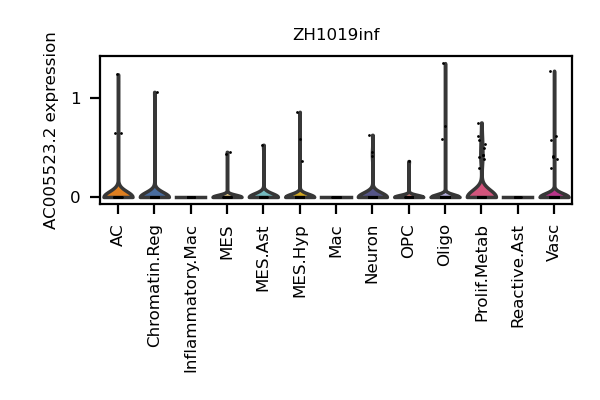 ZH1019inf
AC005523.2 expression
1
0
AC
Chromatin.Reg
Inflammatory.Mac
MES
MES.Ast
MES.Hyp
Mac
Neuron
OPC
Oligo
Prolif.Metab
Reactive.Ast
Vasc